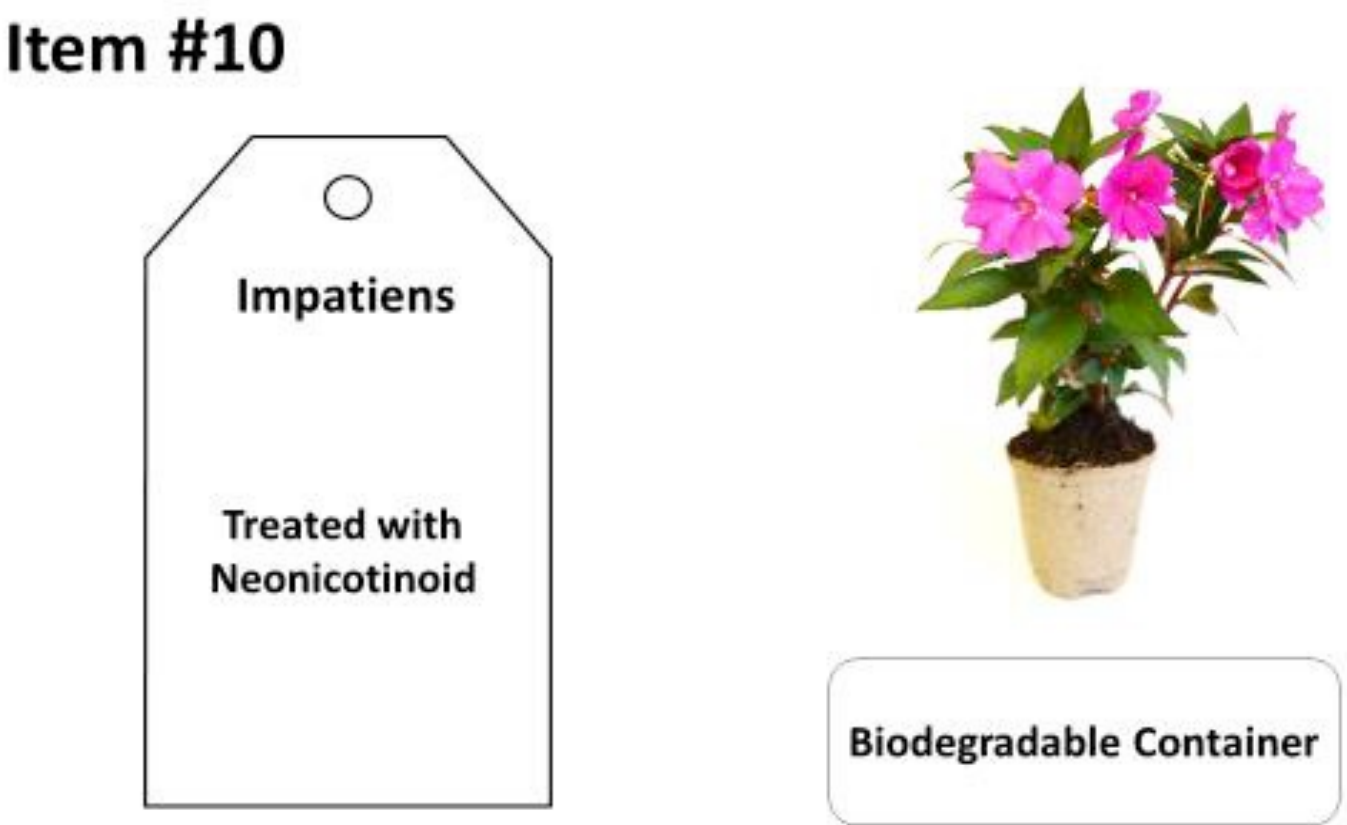 Item #10
Impatiens
Treated with
Neonicotinoid
Biodegradable Container